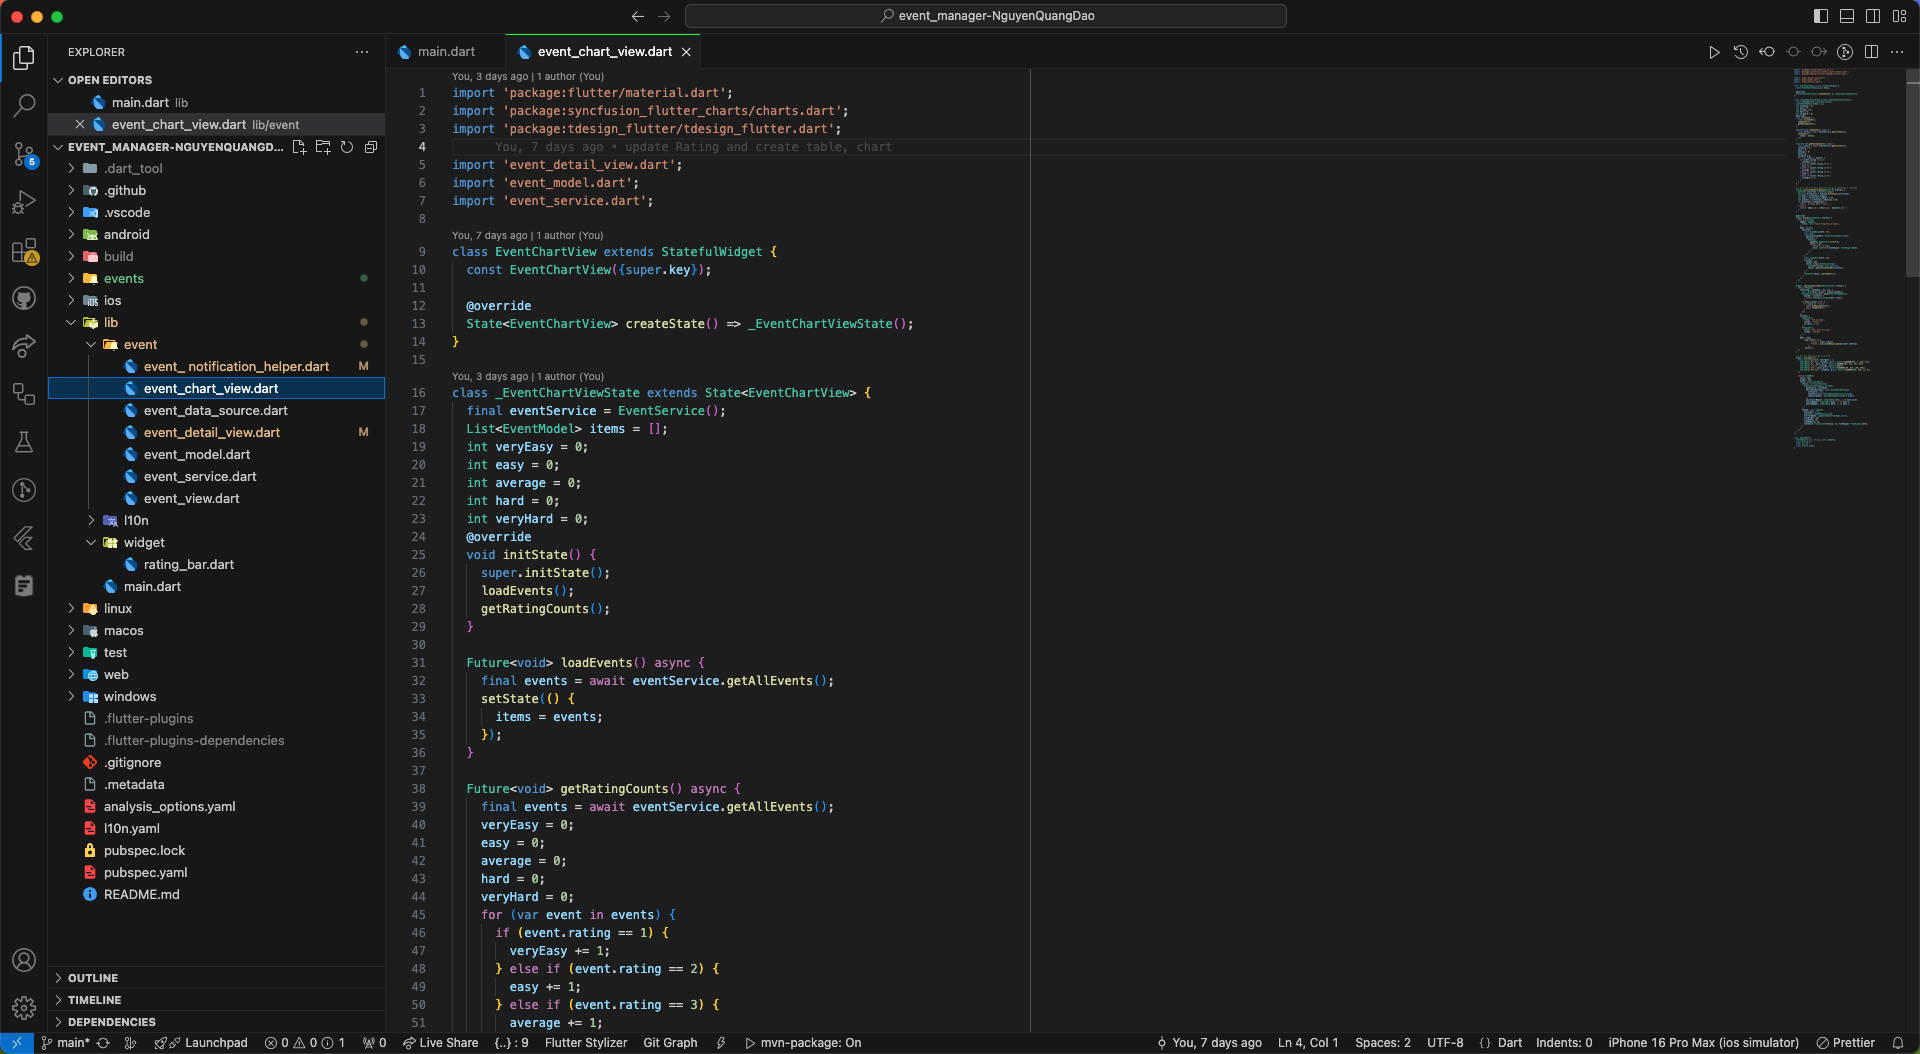 event_manager-NguyenQuangDao
EXPLORER
OPEN EDITORS
main.dart lib
event_chart_view.dart lib/event
EVENT_MANAGER-NGUYENQUANGD...
.dart_tool
.github
.vscode
android
build
events
ios
lib
event
event_ notification_helper.dart M
event_chart_view.dart
event_data_source.dart
event_detail_view.dart M
event_model.dart
event_service.dart
event_view.dart
l10n
widget
rating_bar.dart
main.dart
linux
macos
test
web
windows
.flutter-plugins
.flutter-plugins-dependencies
.gitignore
.metadata
analysis_options.yaml
l10n.yaml
pubspec.lock
pubspec.yaml
README.md
OUTLINE
TIMELINE
DEPENDENCIES
5
main.dart
event_chart_view.dart
You, 3 days ago | 1 author (You)
1 import 'package:flutter/material.dart';
2 import 'package:syncfusion_flutter_charts/charts.dart';
3 import 'package:tdesign_flutter/tdesign_flutter.dart';
4 You, 7 days ago • update Rating and create table, chart
5 import 'event_detail_view.dart';
6 import 'event_model.dart';
7 import 'event_service.dart';
8
You, 7 days ago | 1 author (You)
9 class EventChartView extends StatefulWidget {
10 const EventChartView({super.key});
11
12 @override
13 State<EventChartView> createState() => _EventChartViewState();
14 }
15
You, 3 days ago | 1 author (You)
16 class _EventChartViewState extends State<EventChartView> {
17 final eventService = EventService();
18 List<EventModel> items = [];
19 int veryEasy = 0;
20 int easy = 0;
21 int average = 0;
22 int hard = 0;
23 int veryHard = 0;
24 @override
25 void initState() {
26 super.initState();
27 loadEvents();
28 getRatingCounts();
29 }
30
31 Future<void> loadEvents() async {
32 final events = await eventService.getAllEvents();
33 setState(() {
34 items = events;
35 });
36 }
37
38 Future<void> getRatingCounts() async {
39 final events = await eventService.getAllEvents();
40 veryEasy = 0;
41 easy = 0;
42 average = 0;
43 hard = 0;
44 veryHard = 0;
45 for (var event in events) {
46 if (event.rating == 1) {
47 veryEasy += 1;
48 } else if (event.rating == 2) {
49 easy += 1;
50 } else if (event.rating == 3) {
51 average += 1;
main* Launchpad 0 0 1 0 Live Share {..} : 9 Flutter Stylizer Git Graph mvn-package: On You, 7 days ago Ln 4, Col 1 Spaces: 2 UTF-8 { } Dart Indents: 0 iPhone 16 Pro Max (ios simulator) Prettier